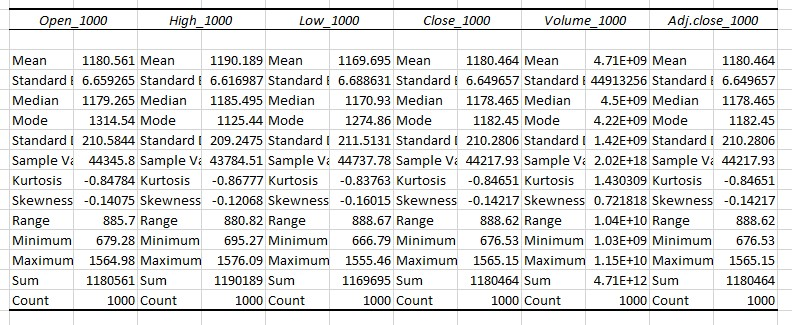 Open_1000 High_1000 Low_1000 Close_1000 Volume_1000 Adj.close_1000
Mean 1180.561 Mean 1190.189 Mean 1169.695 Mean 1180.464 Mean 4.71E+09 Mean 1180.464
Standard E 6.659265 Standard E 6.616987 Standard E 6.688631 Standard E 6.649657 Standard E 44913256 Standard E 6.649657
Median 1179.265 Median 1185.495 Median 1170.93 Median 1178.465 Median 4.5E+09 Median 1178.465
Mode 1314.54 Mode 1125.44 Mode 1274.86 Mode 1182.45 Mode 4.22E+09 Mode 1182.45
Standard D 210.5844 Standard D 209.2475 Standard D 211.5131 Standard D 210.2806 Standard D 1.42E+09 Standard D 210.2806
Sample Va 44345.8 Sample Va 43784.51 Sample Va 44737.78 Sample Va 44217.93 Sample Va 2.02E+18 Sample Va 44217.93
Kurtosis -0.84784 Kurtosis -0.86777 Kurtosis -0.83763 Kurtosis -0.84651 Kurtosis 1.430309 Kurtosis -0.84651
Skewness -0.14075 Skewness -0.12068 Skewness -0.16015 Skewness -0.14217 Skewness 0.721818 Skewness -0.14217
Range 885.7 Range 880.82 Range 888.67 Range 888.62 Range 1.04E+10 Range 888.62
Minimum 679.28 Minimum 695.27 Minimum 666.79 Minimum 676.53 Minimum 1.03E+09 Minimum 676.53
Maximum 1564.98 Maximum 1576.09 Maximum 1555.46 Maximum 1565.15 Maximum 1.15E+10 Maximum 1565.15
Sum 1180561 Sum 1190189 Sum 1169695 Sum 1180464 Sum 4.71E+12 Sum 1180464
Count 1000 Count 1000 Count 1000 Count 1000 Count 1000 Count 1000